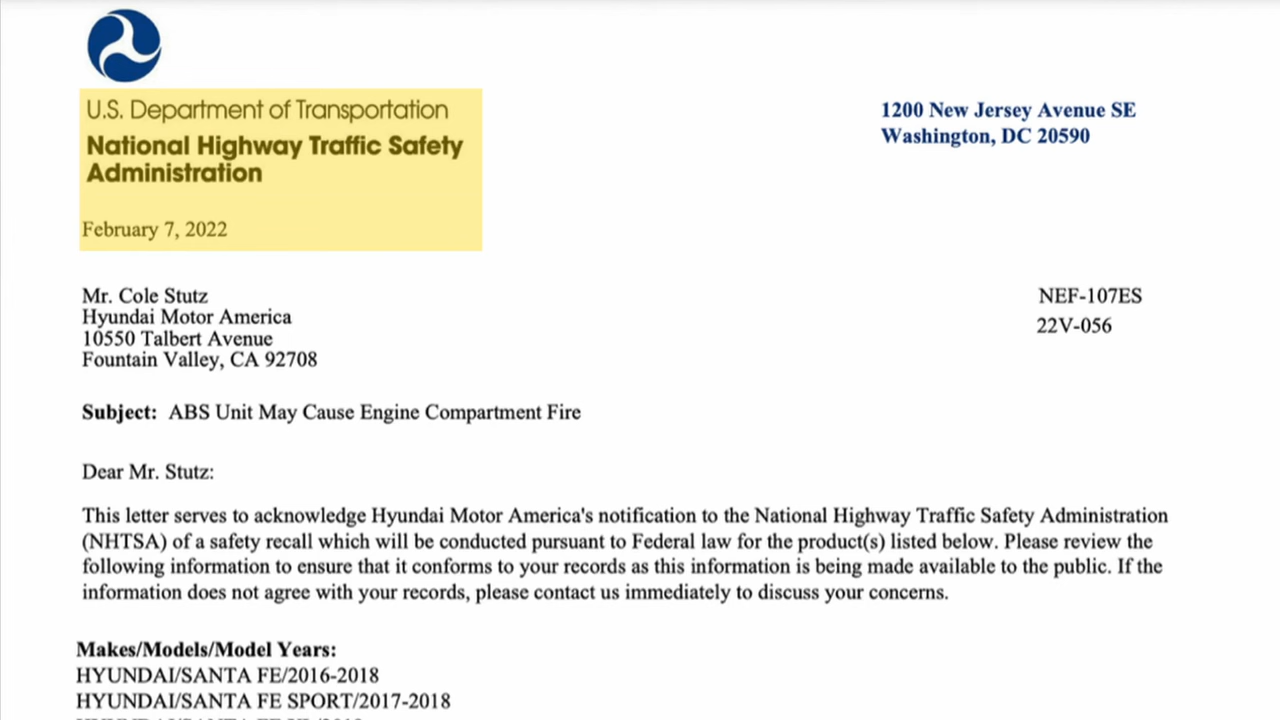 U.S. Department of Transportation
National Highway Traffic Safety
Administration
1200 New Jersey Avenue SE
Washington, DC 20590
February 7, 2022
Mr. Cole Stutz
Hyundai Motor America
10550 Talbert Avenue
Fountain Valley, CA 92708
NEF-107ES
22V-056
Subject: ABS Unit May Cause Engine Compartment Fire
Dear Mr. Stutz:
This letter serves to acknowledge Hyundai Motor America's notification to the National Highway Traffic Safety Administration
(NHTSA) of a safety recall which will be conducted pursuant to Federal law for the product(s) listed below. Please review the
following information to ensure that it conforms to your records as this information is being made available to the public. If the
information does not agree with your records, please contact us immediately to discuss your concerns.
Makes/Models/Model Years:
HYUNDAI/SANTA FE/2016-2018
HYUNDAI/SANTA FE SPORT/2017-2018